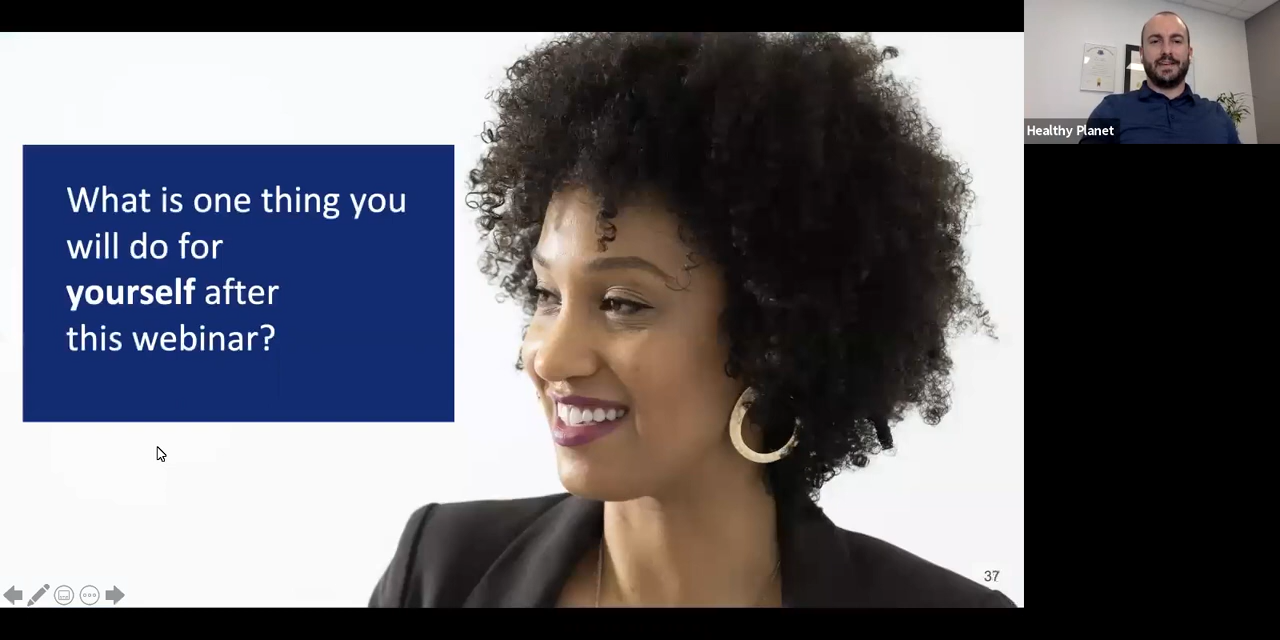 What is one thing you
will do for
yourself after
this webinar?
37
Healthy Planet